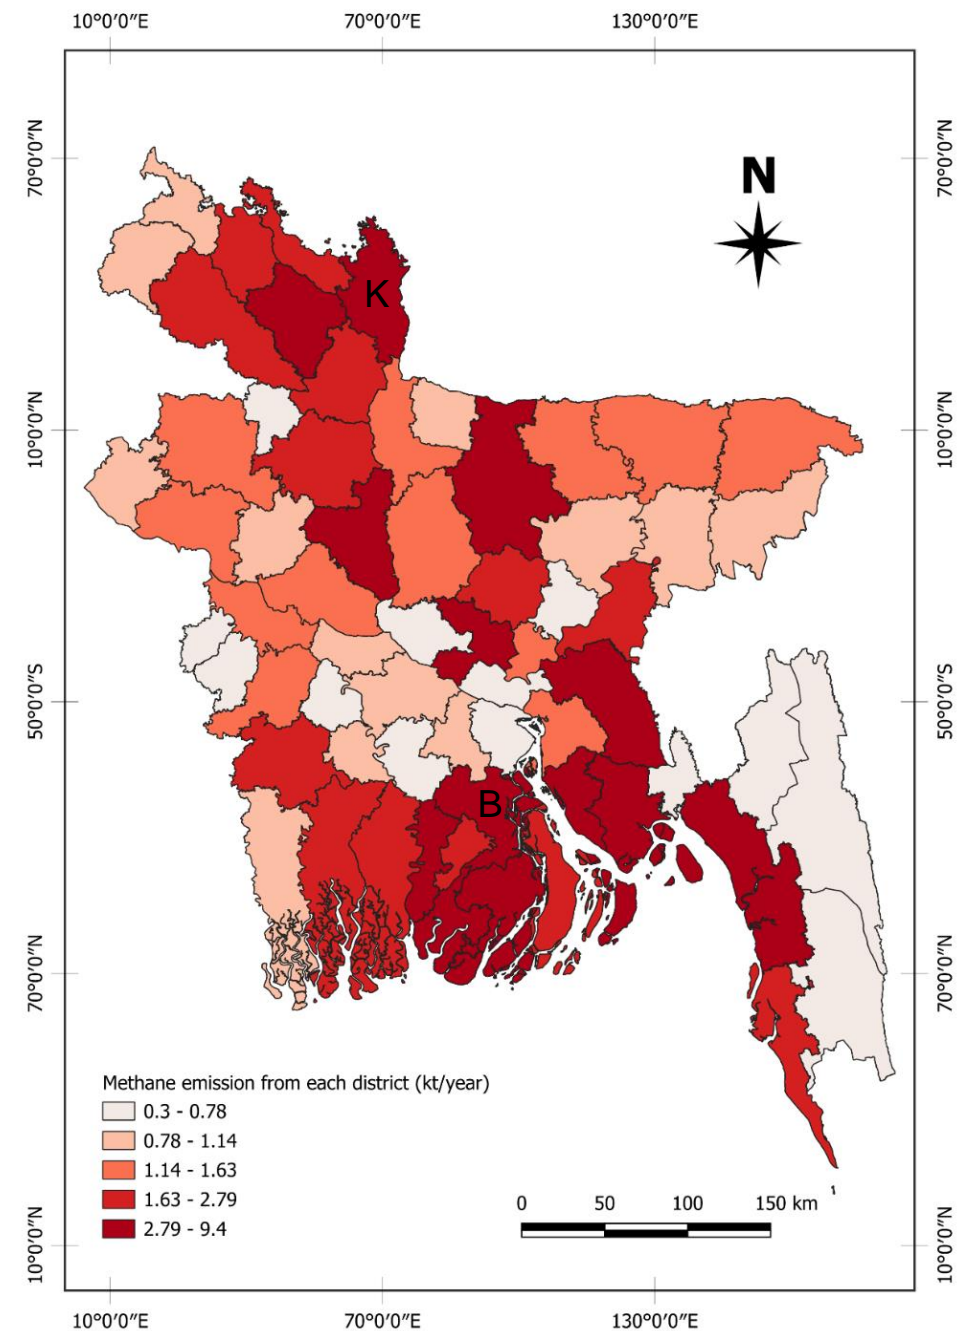 10°0′0″E 70°0′0″E 130°0′0″E
70°0′0″N 70°0′0″N
N
K
10°0′0″N 10°0′0″N
50°0′0″S 50°0′0″S
B
70°0′0″N 70°0′0″N
Methane emission from each district (kt/year)
0.3 - 0.78
0.78 - 1.14
1.14 - 1.63
1.63 - 2.79
2.79 - 9.4
0 50 100 150 km
10°0′0″N 10°0′0″N
10°0′0″E 70°0′0″E 130°0′0″E